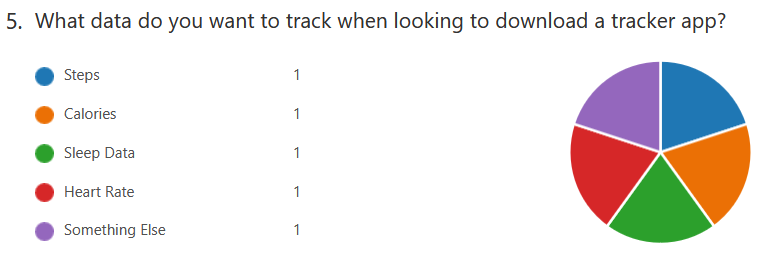 5. What data do you want to track when looking to download a tracker app?
Steps 1
Calories 1
Sleep Data 1
Heart Rate 1
Something Else 1